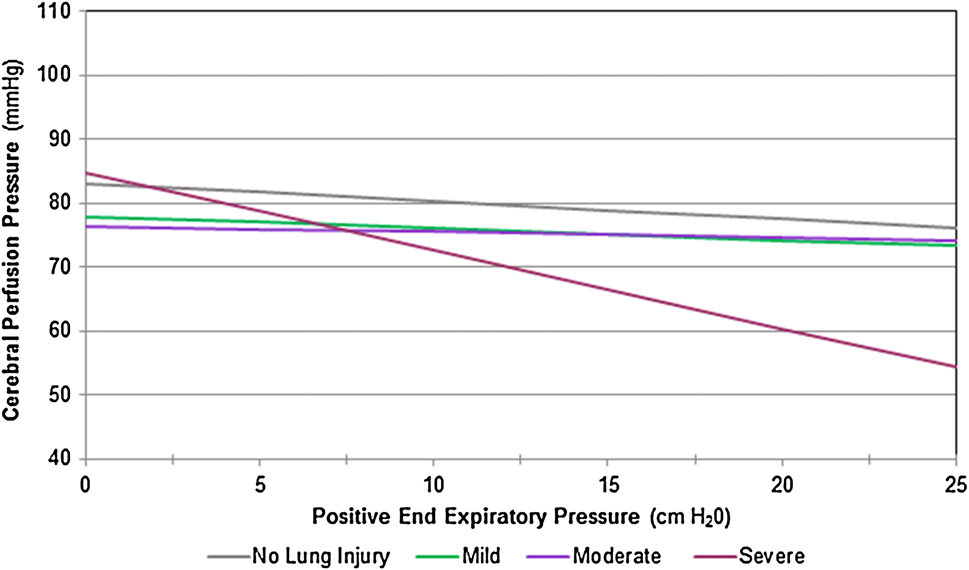 Cerebral Perfusion Pressure (mmHg)
110
100
90
80
70
60
50
40
0 5 10 15 20 25
Positive End Expiratory Pressure (cm H₂0)
No Lung Injury Mild Moderate Severe